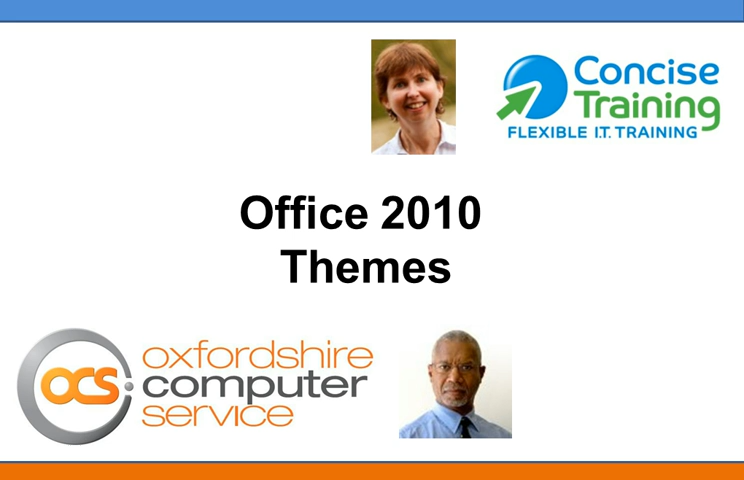 Concise
Training
FLEXIBLE I.T. TRAINING
Office 2010
Themes
ocs:
oxfordshire
computer
service